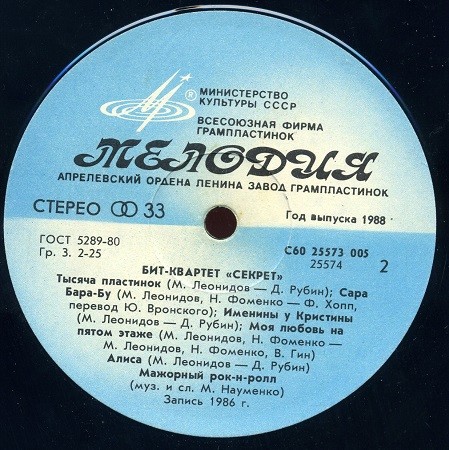 МИНИСТЕРСТВО
КУЛЬТУРЫ СССР
ВСЕСОЮЗНАЯ ФИРМА
ГРАМПЛАСТИНОК
®
МЕЛОДИЯ
АПРЕЛЕВСКИЙ ОРДЕНА ЛЕНИНА ЗАВОД ГРАМПЛАСТИНОК
СТЕРЕО 33
Год выпуска 1988
ГОСТ 5289-80
Гр. 3. 2-25
С60 25573 005
25574
2
БИТ-КВАРТЕТ «СЕКРЕТ»
Тысяча пластинок (М. Леонидов — Д. Рубин); Сара
Бара-Бу (М. Леонидов, Н. Фоменко — Ф. Хопп,
перевод Ю. Вронского); Именины у Кристины
(М. Леонидов — Д. Рубин); Моя любовь на
пятом этаже (М. Леонидов, Н. Фоменко —
М. Леонидов, Н. Фоменко, В. Гин)
Алиса (М. Леонидов — Д. Рубин)
Мажорный рок-н-ролл
(муз. и сл. М. Науменко)
Запись 1986 г.